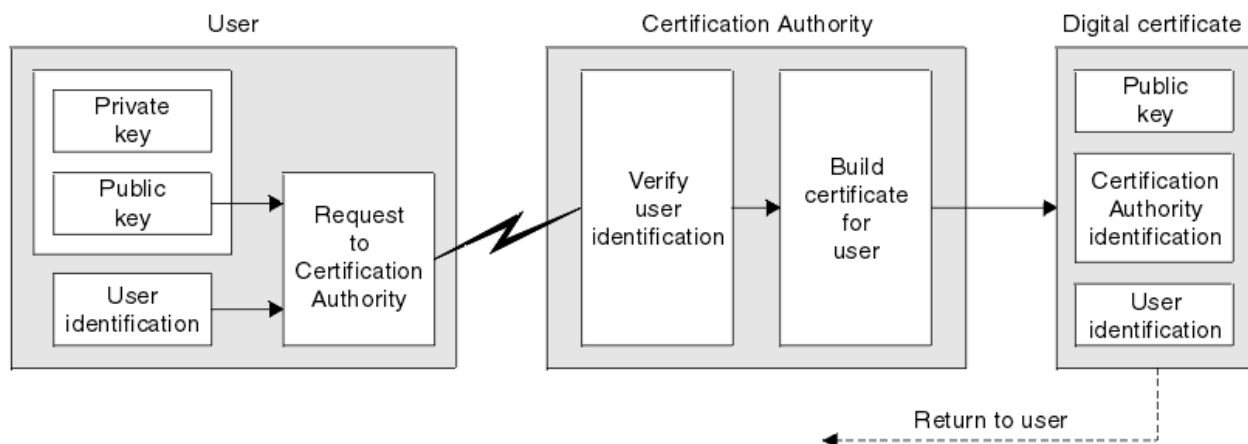 User
Private
key
Public
key
User
identification
Request
to
Certification
Authority
Certification Authority
Verify
user
identification
Build
certificate
for
user
Digital certificate
Public
key
Certification
Authority
identification
User
identification
Return to user